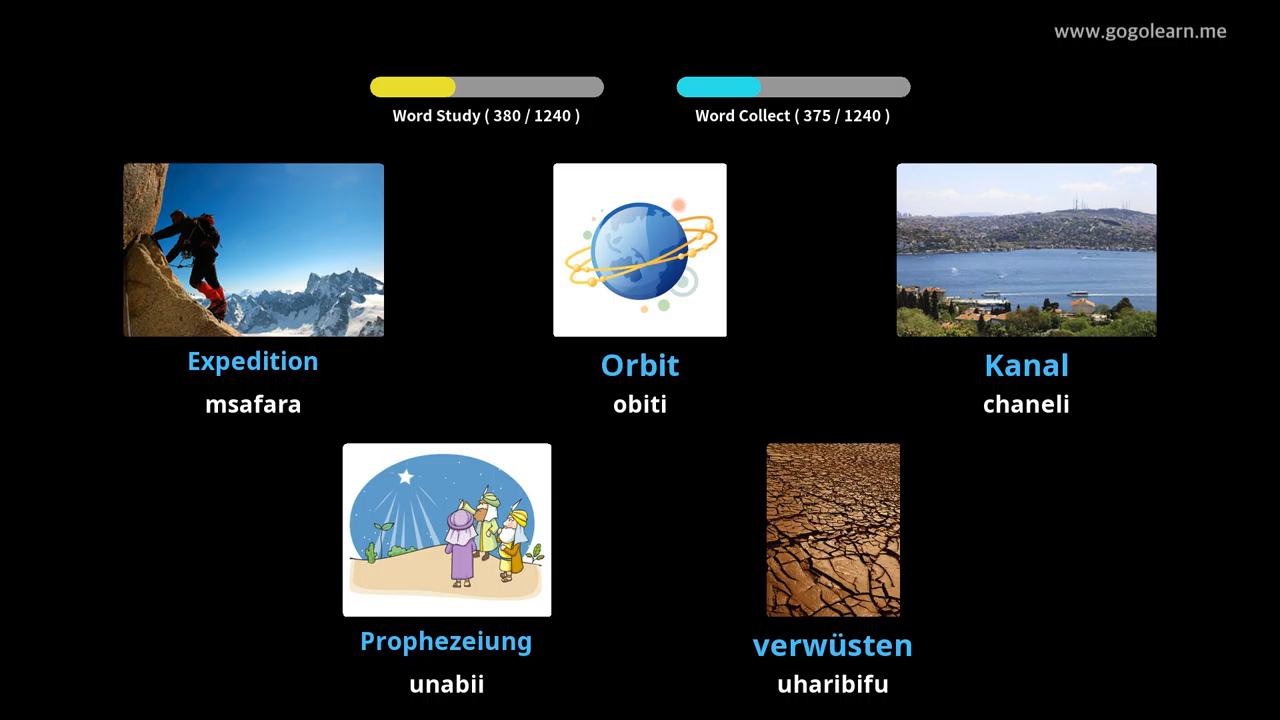 www.gogolearn.me
Word Study ( 380 / 1240 )
Word Collect ( 375 / 1240 )
Expedition
msafara
Orbit
obiti
Kanal
chaneli
Prophezeiung
unabii
verwüsten
uharibifu